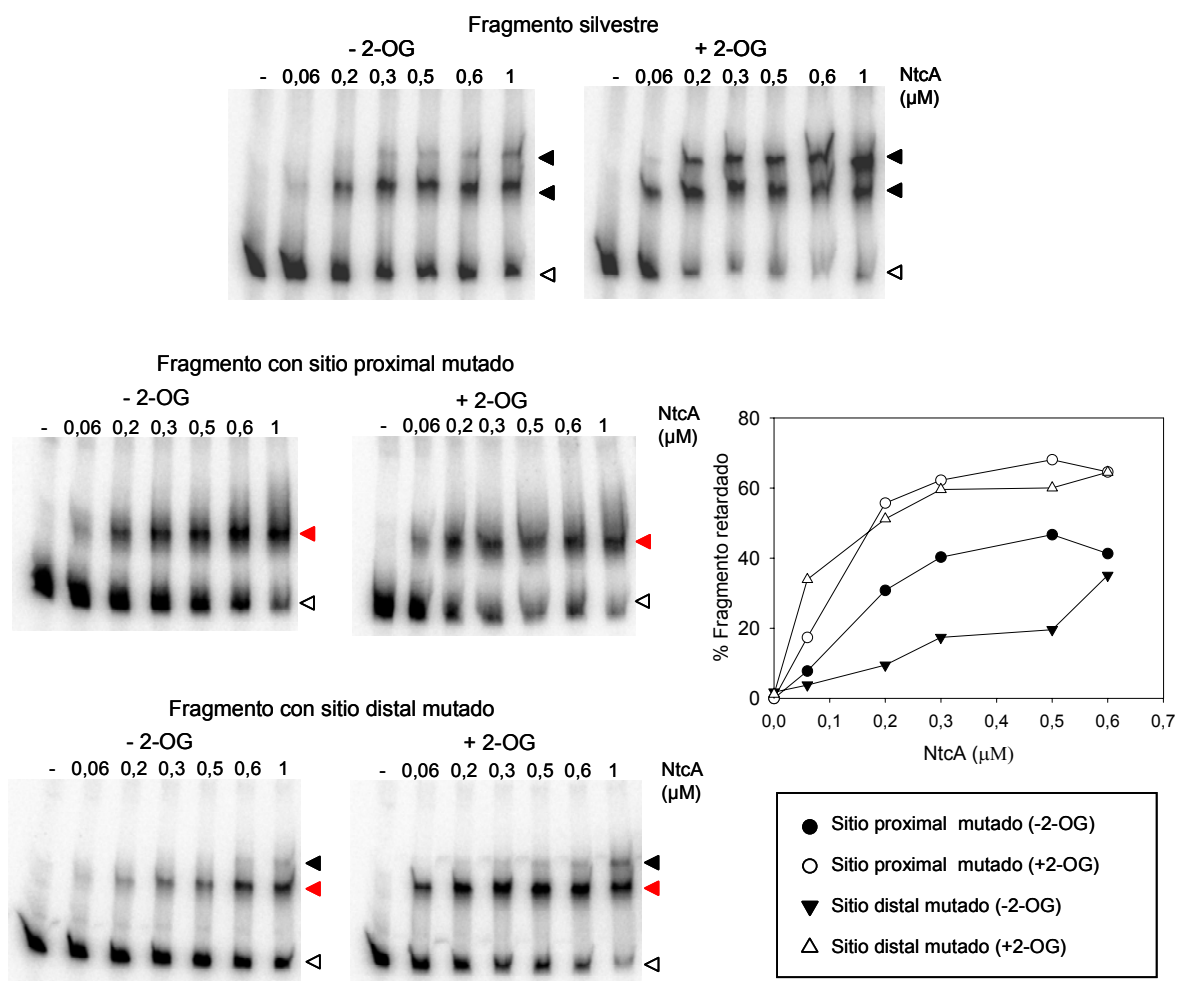 Fragmento silvestre
- 2-OG
+ 2-OG
- 0,06 0,2 0,3 0,5 0,6 1
- 0,06 0,2 0,3 0,5 0,6 1
NtcA
(µM)
Fragmento con sitio proximal mutado
- 2-OG
+ 2-OG
- 0,06 0,2 0,3 0,5 0,6 1
- 0,06 0,2 0,3 0,5 0,6 1
NtcA
(µM)
Fragmento con sitio distal mutado
- 2-OG
+ 2-OG
- 0,06 0,2 0,3 0,5 0,6 1
- 0,06 0,2 0,3 0,5 0,6 1
NtcA
(µM)
% Fragmento retardado
80
60
40
20
0
0,0 0,1 0,2 0,3 0,4 0,5 0,6 0,7
NtcA (µM)
Sitio proximal mutado (-2-OG)
Sitio proximal mutado (+2-OG)
Sitio distal mutado (-2-OG)
Sitio distal mutado (+2-OG)